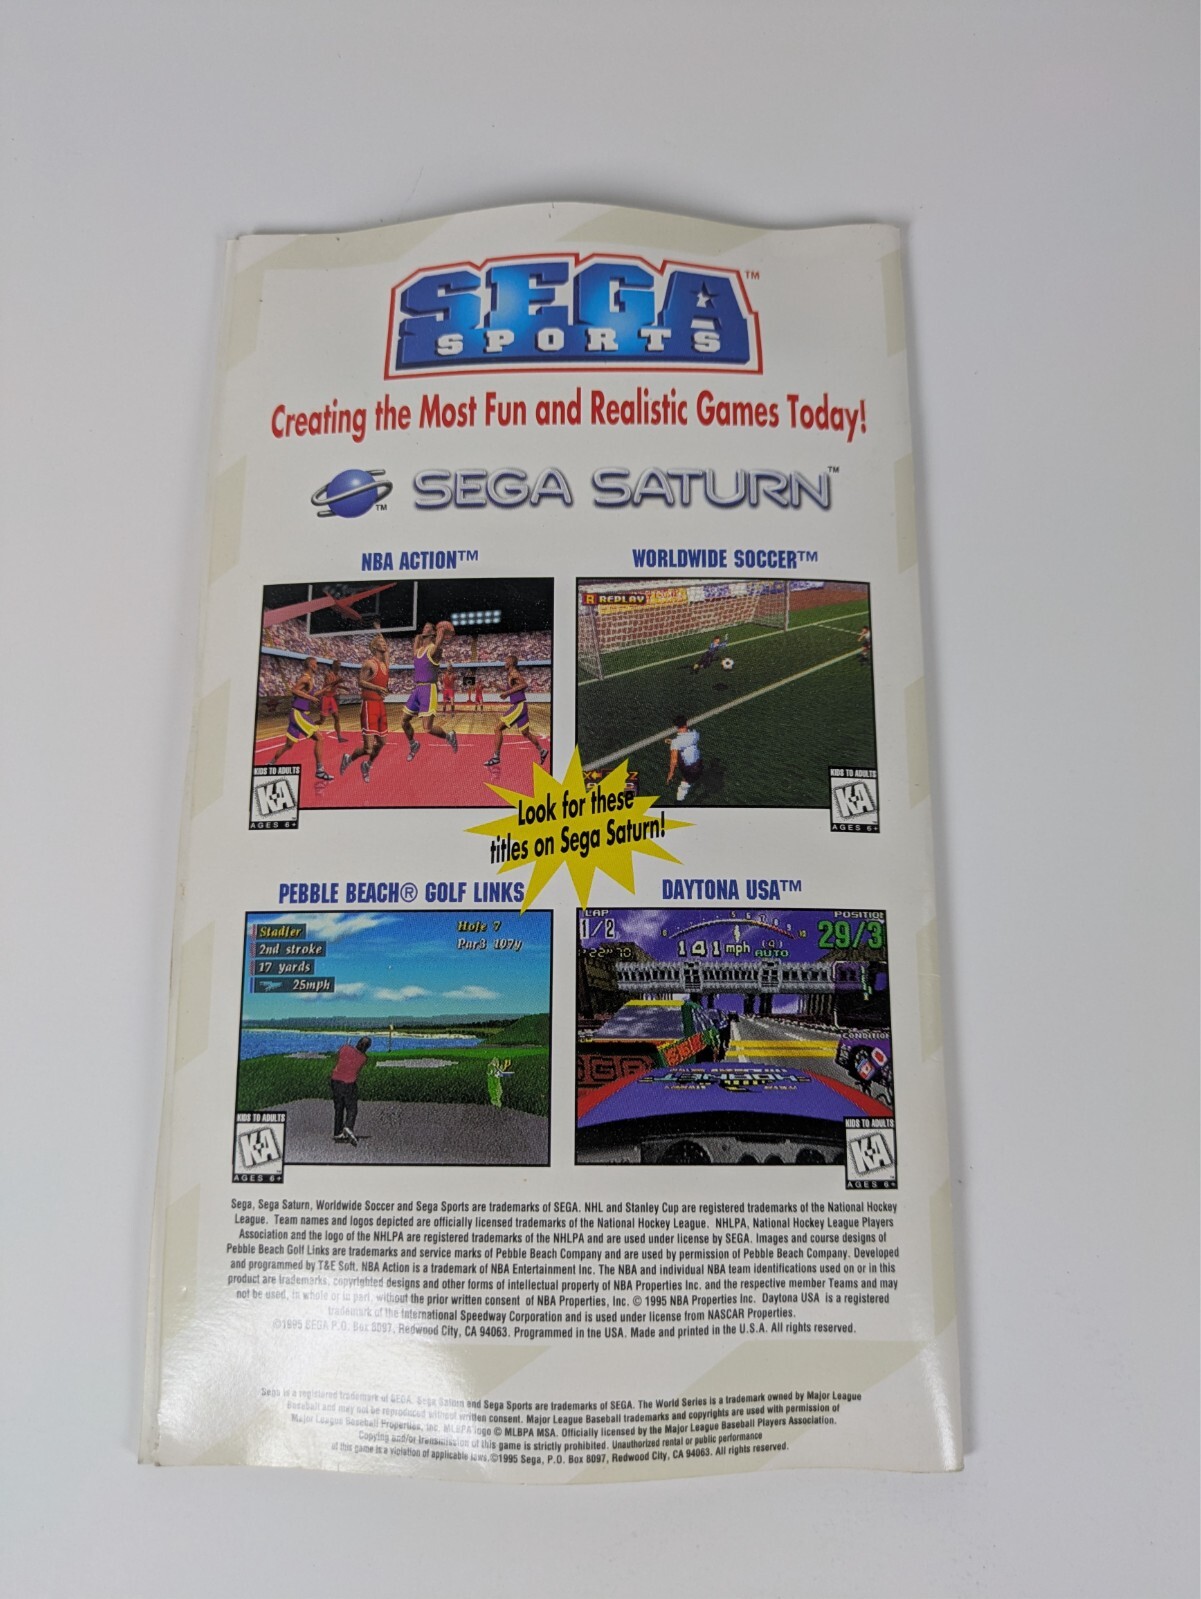 SEGA™
SPORTS
Creating the Most Fun and Realistic Games Today!
SEGA SATURN™
TM
NBA ACTION™
WORLDWIDE SOCCER™
R REPLAY
KIDS TO ADULTS
KA
AGES 6+
KIDS TO ADULTS
KA
AGES 6+
Look for these
titles on Sega Saturn!
PEBBLE BEACH® GOLF LINKS
DAYTONA USA™
Stadler
2nd stroke
17 yards
25mph
Hole 7
Par3 107y
LAP
1/2
141 mph
AUTO
POSITION
29/3
CONDITION
HORNET
KIDS TO ADULTS
KA
AGES 6+
KIDS TO ADULTS
KA
AGES 6+
Sega, Sega Saturn, Worldwide Soccer and Sega Sports are trademarks of SEGA. NHL and Stanley Cup are registered trademarks of the National Hockey
League. Team names and logos depicted are officially licensed trademarks of the National Hockey League. NHLPA, National Hockey League Players
Association and the logo of the NHLPA are registered trademarks of the NHLPA and are used under license by SEGA. Images and course designs of
Pebble Beach Golf Links are trademarks and service marks of Pebble Beach Company and are used by permission of Pebble Beach Company. Developed
and programmed by T&E Soft. NBA Action is a trademark of NBA Entertainment Inc. The NBA and individual NBA team identifications used on or in this
product are trademarks, copyrighted designs and other forms of intellectual property of NBA Properties Inc. and the respective member Teams and may
not be used, in whole or in part, without the prior written consent of NBA Properties, Inc. © 1995 NBA Properties Inc. Daytona USA is a registered
trademark of the International Speedway Corporation and is used under license from NASCAR Properties.
©1995 SEGA P.O. Box 8097, Redwood City, CA 94063. Programmed in the USA. Made and printed in the U.S.A. All rights reserved.
Sega is a registered trademark of SEGA. Sega Saturn and Sega Sports are trademarks of SEGA. The World Series is a trademark owned by Major League
Baseball and may not be reproduced without written consent. Major League Baseball trademarks and copyrights are used with permission of
Major League Baseball Properties, Inc. MLBPA logo © MLBPA MSA. Officially licensed by the Major League Baseball Players Association.
Copying and/or transmission of this game is strictly prohibited. Unauthorized rental or public performance
of this game is a violation of applicable laws. ©1995 Sega, P.O. Box 8097, Redwood City, CA 94063. All rights reserved.